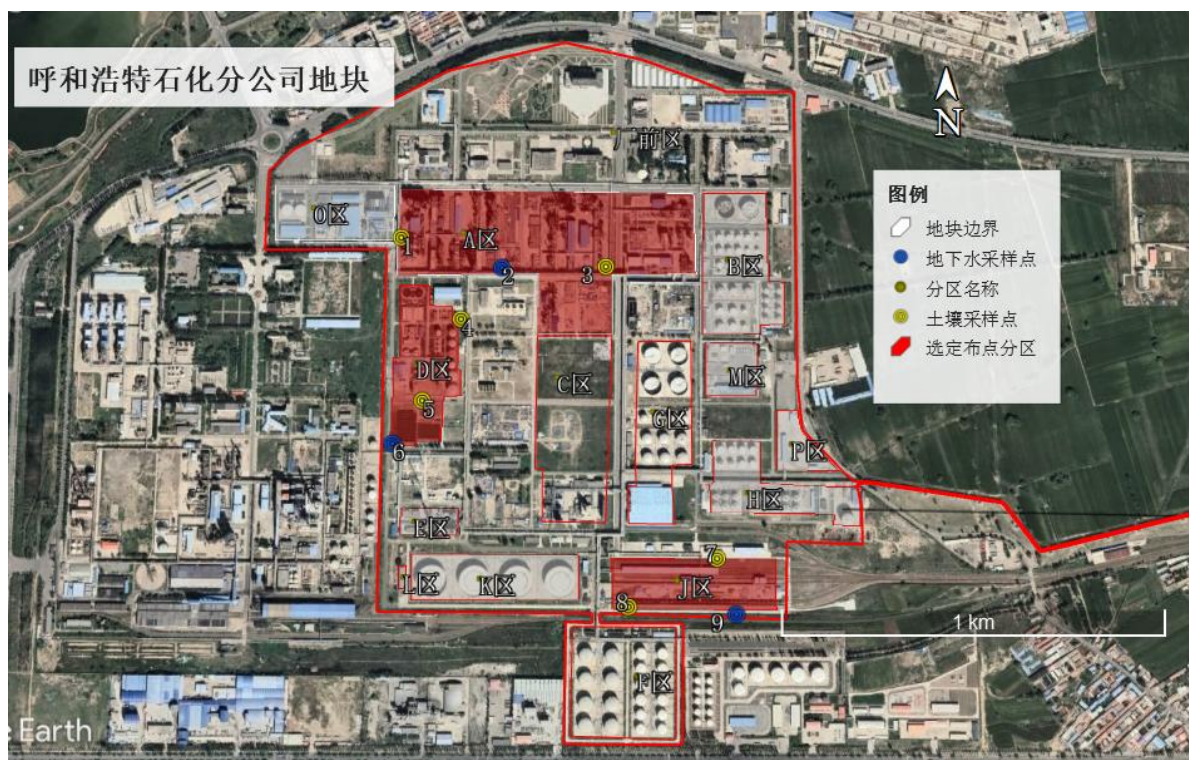 呼和浩特石化分公司地块
N
图例
地块边界
地下水采样点
分区名称
土壤采样点
选定布点分区
厂前区
O区
A区
B区
1
2
3
4
D区
C区
M区
G区
5
6
P区
H区
E区
7
L区
K区
J区
8
9
1 km
F区
Earth